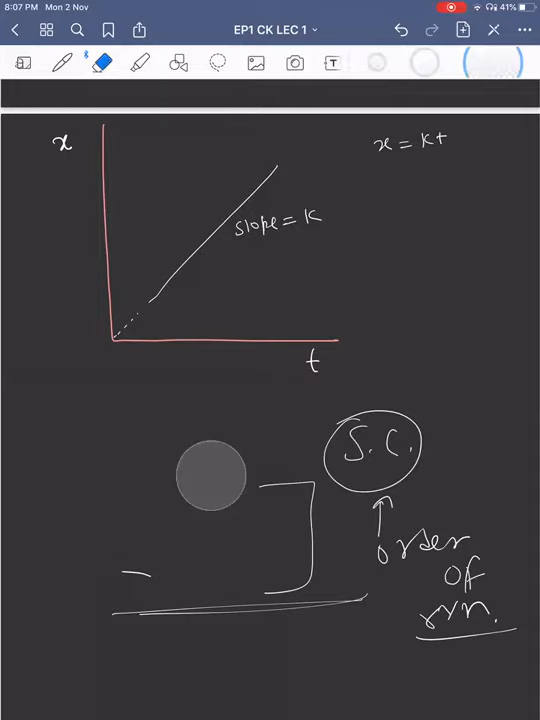 8:07 PM Mon 2 Nov
41%
EP1 CK LEC 1
T
x
x = kt
slope = k
t
S.C.
order
of
rxn.